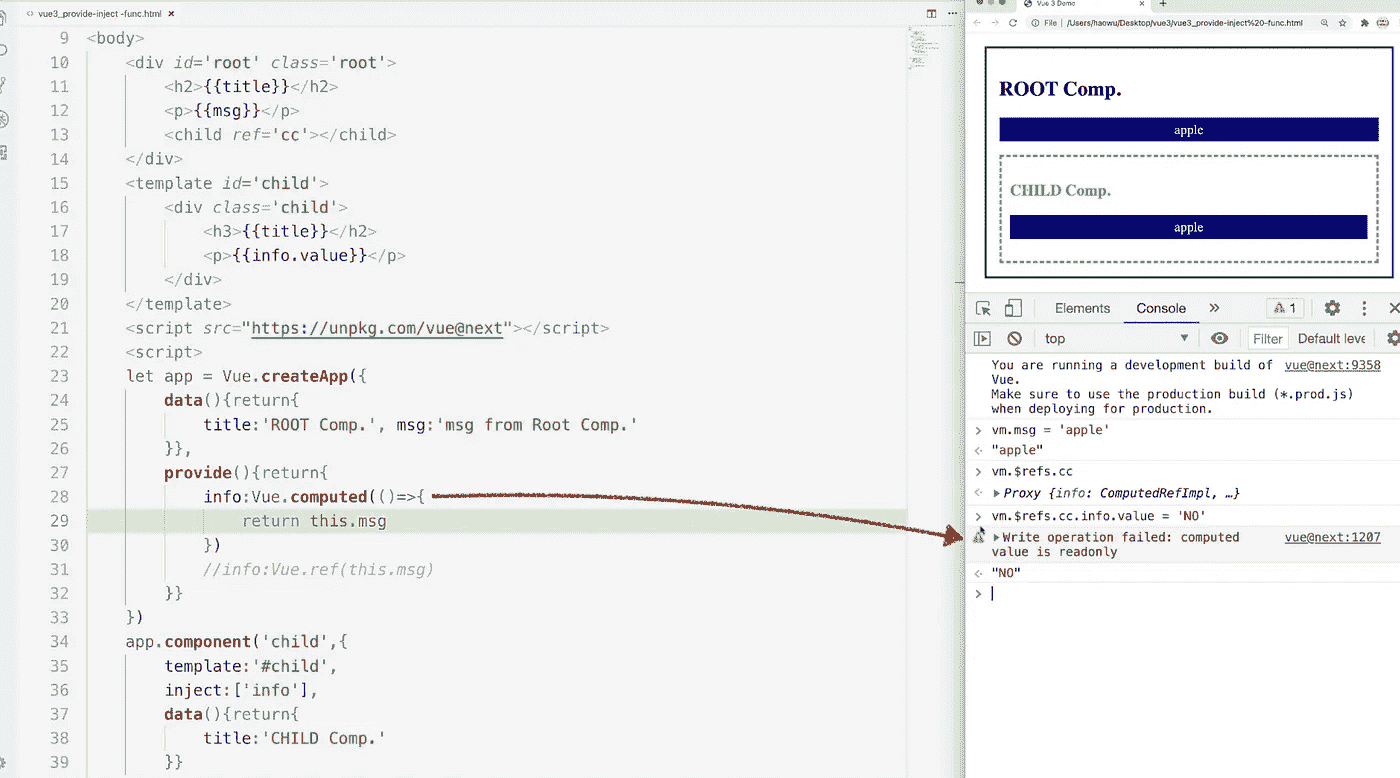 vue3_provide-inject -func.html
9 <body>
10 <div id='root' class='root'>
11 <h2>{{title}}</h2>
12 <p>{{msg}}</p>
13 <child ref='cc'></child>
14 </div>
15 <template id='child'>
16 <div class='child'>
17 <h3>{{title}}</h2>
18 <p>{{info.value}}</p>
19 </div>
20 </template>
21 <script src="https://unpkg.com/vue@next"></script>
22 <script>
23 let app = Vue.createApp({
24 data(){return{
25 title:'ROOT Comp.', msg:'msg from Root Comp.'
26 }},
27 provide(){return{
28 info:Vue.computed(()=>{
29 return this.msg
30 })
31 //info:Vue.ref(this.msg)
32 }}
33 })
34 app.component('child',{
35 template:'#child',
36 inject:['info'],
37 data(){return{
38 title:'CHILD Comp.'
39 }}
Vue 3 Demo
File | /Users/haowu/Desktop/vue3/vue3_provide-inject%20-func.html
ROOT Comp.
apple
CHILD Comp.
apple
Elements Console » 1
top Filter Default leve
You are running a development build of vue@next:9358
Vue.
Make sure to use the production build (*.prod.js)
when deploying for production.
> vm.msg = 'apple'
"apple"
> vm.$refs.cc
Proxy {info: ComputedRefImpl, …}
> vm.$refs.cc.info.value = 'NO'
Write operation failed: computed vue@next:1207
value is readonly
"NO"
>